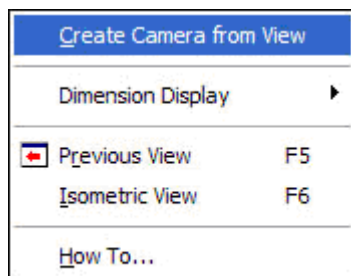 Create Camera from View
Dimension Display
Previous View F5
Isometric View F6
How To...